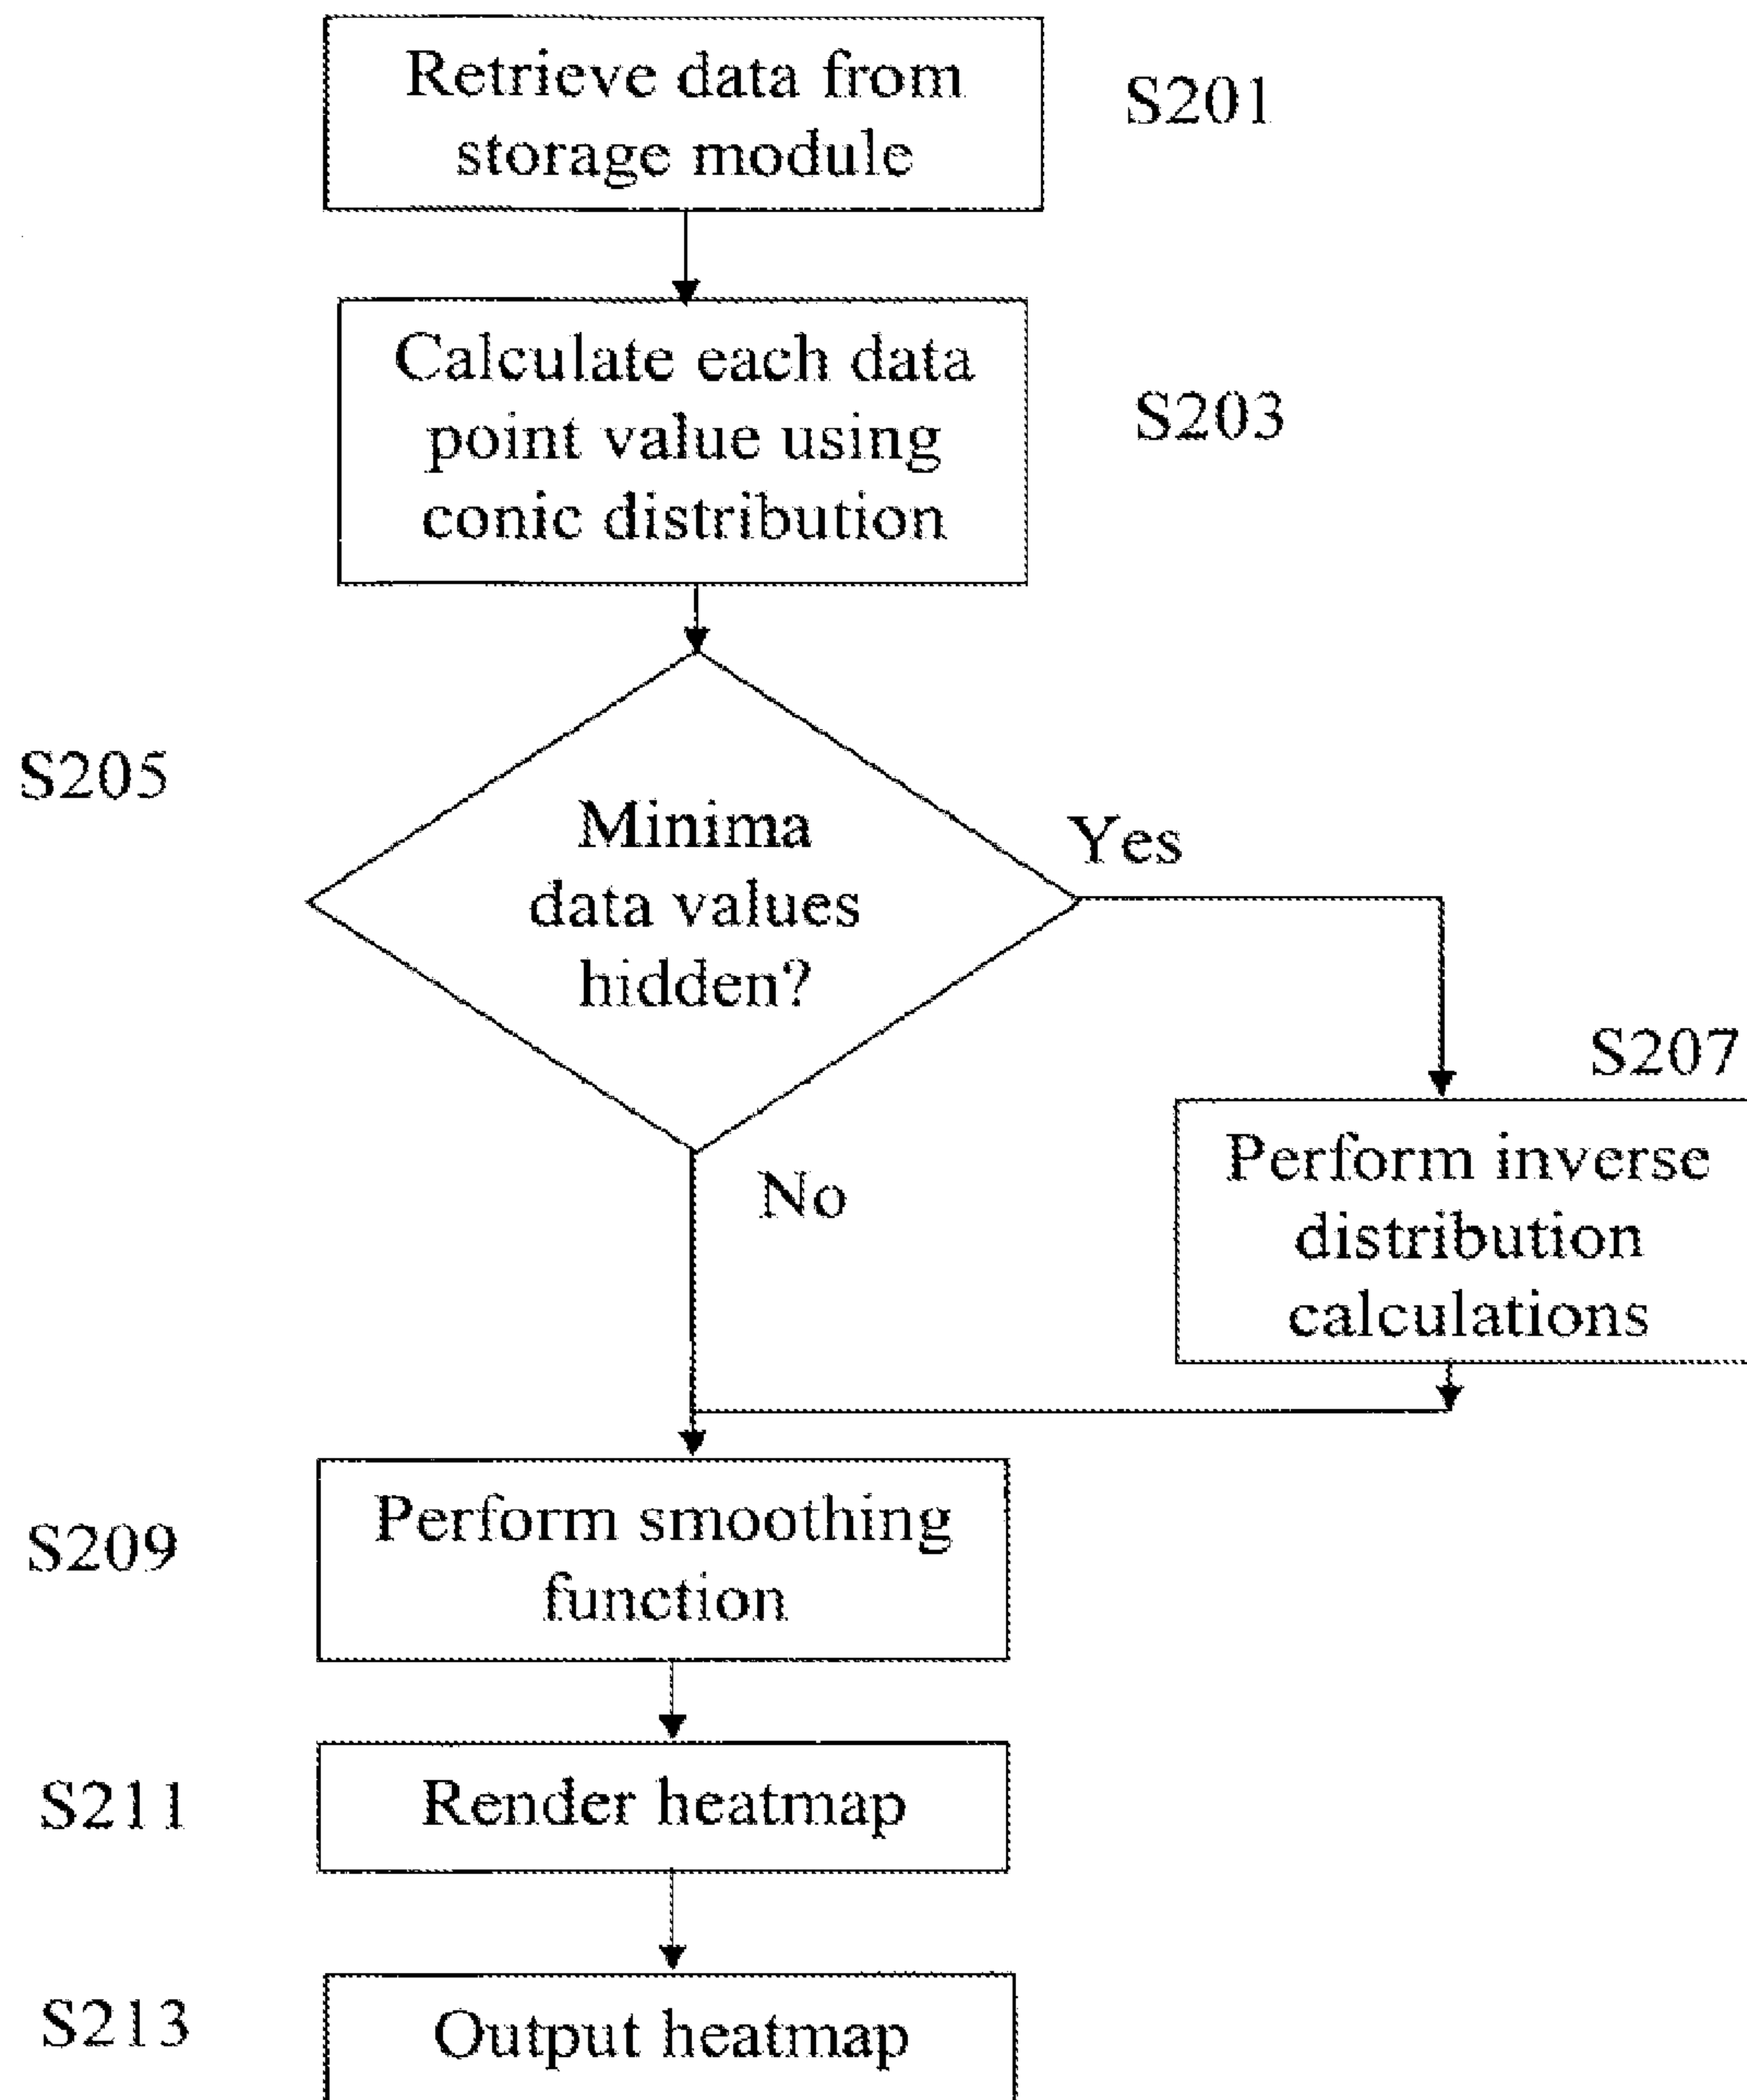 Retrieve data from
storage module
S201
Calculate each data
point value using
conic distribution
S203
S205
Minima
data values
hidden?
Yes
No
S207
Perform inverse
distribution
calculations
S209
Perform smoothing
function
S211
Render heatmap
S213
Output heatmap